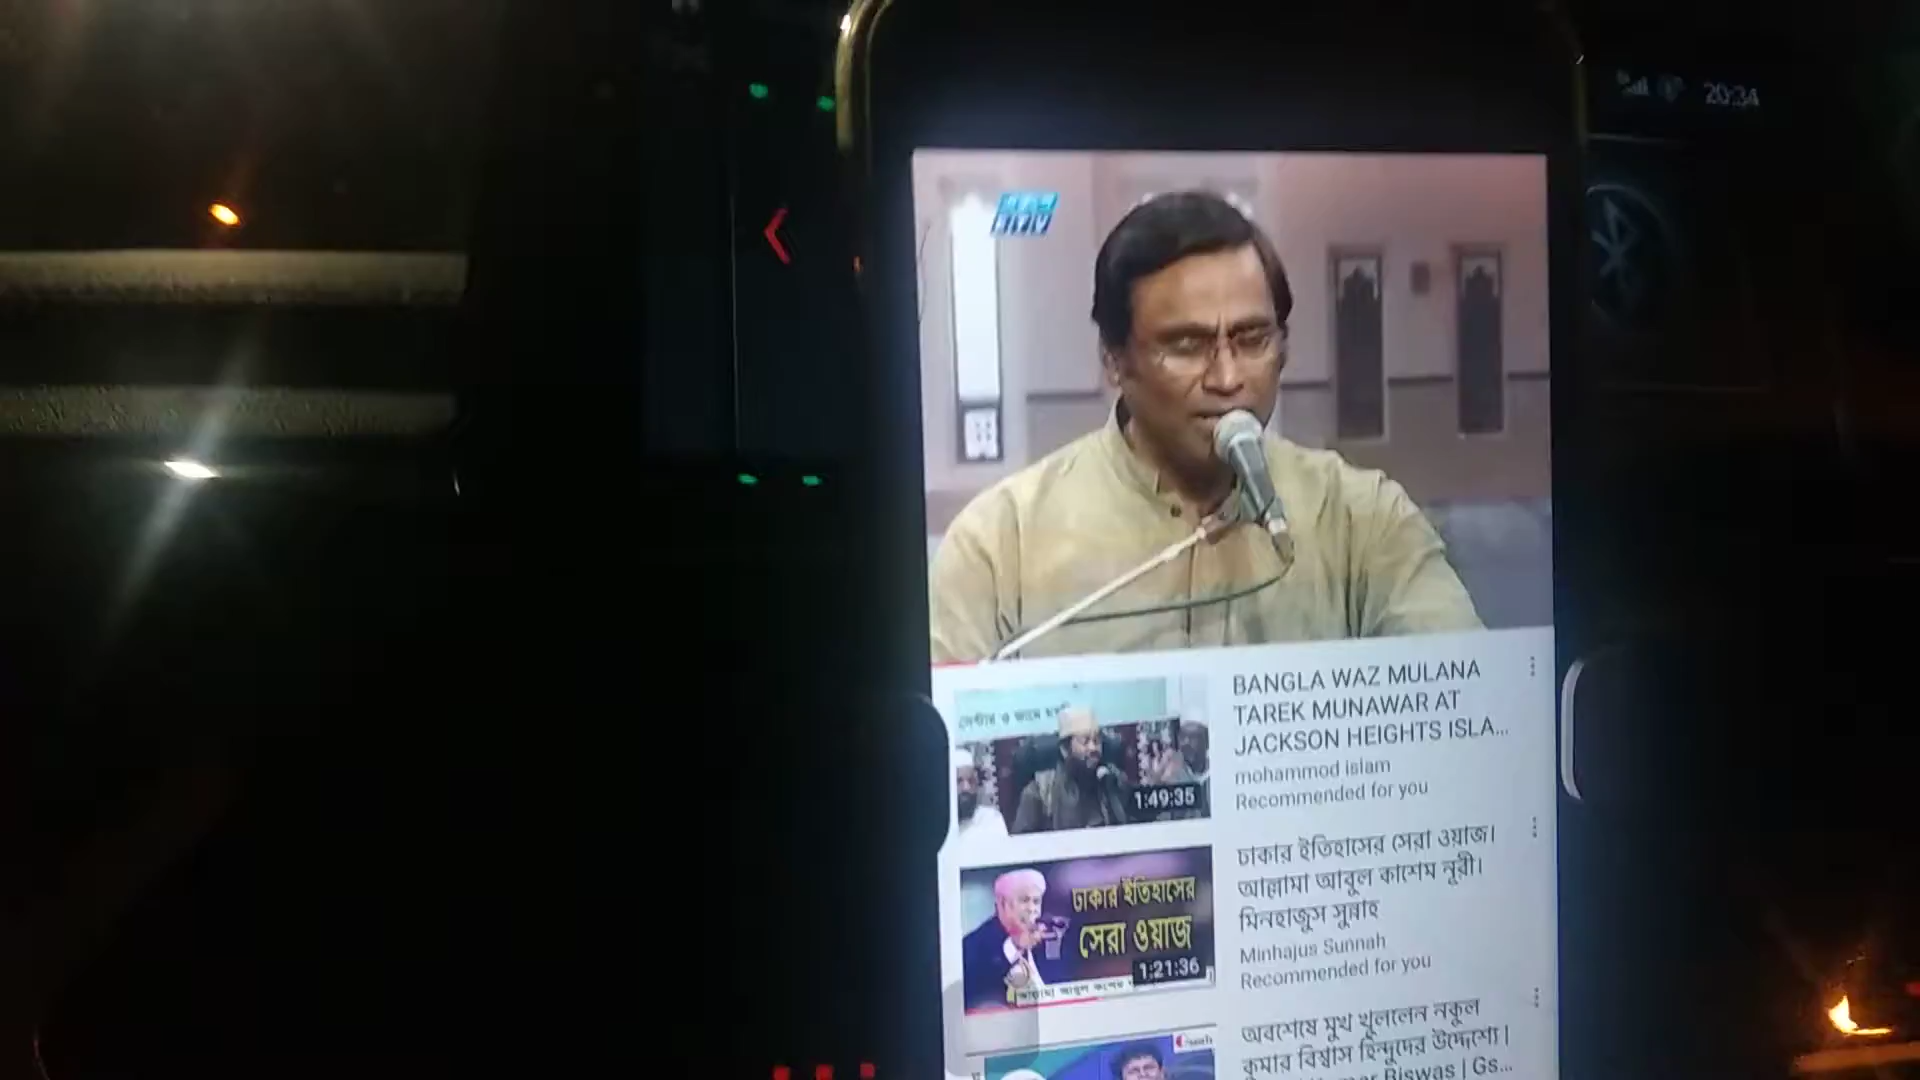 20:34
BANGLA WAZ MULANA
TAREK MUNAWAR AT
JACKSON HEIGHTS ISLA...
mohammod islam
Recommended for you
1:49:35
ঢাকার ইতিহাসের সেরা ওয়াজ।
আল্লামা আবুল কাশেম নূরী।
মিনহাজুস সুন্নাহ
Minhajus Sunnah
Recommended for you
ঢাকার ইতিহাসের
সেরা ওয়াজ
1:21:36
অবশেষে মুখ খুললেন নকুল
কুমার বিশ্বাস হিন্দুদের উদ্দেশ্যে |
Biswas | Gs...